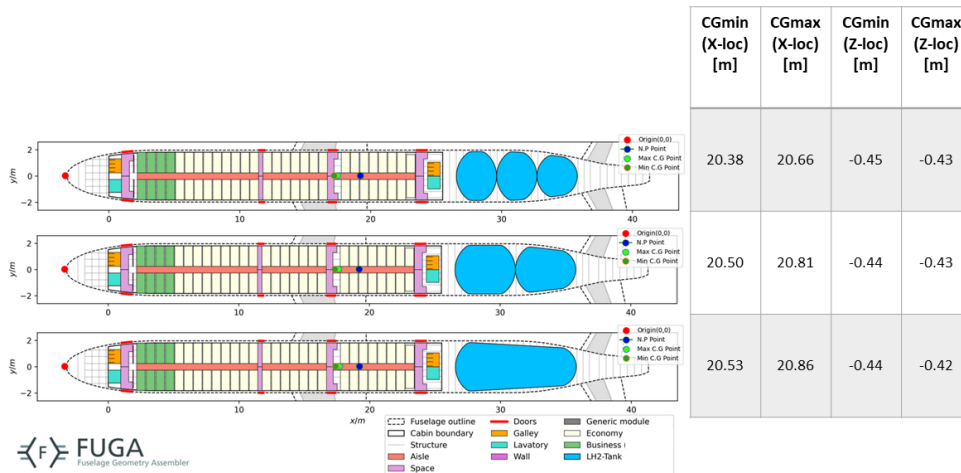 CGmin CGmax CGmin CGmax
(X-loc) (X-loc) (Z-loc) (Z-loc)
[m] [m] [m] [m]
20.38 20.66 -0.45 -0.43
20.50 20.81 -0.44 -0.43
20.53 20.86 -0.44 -0.42
y/m
2
0
−2
Origin(0,0)
N.P Point
Max C.G Point
Min C.G Point
0 10 20 30 40
y/m
2
0
−2
Origin(0,0)
N.P Point
Max C.G Point
Min C.G Point
0 10 20 30 40
y/m
2
0
−2
Origin(0,0)
N.P Point
Max C.G Point
Min C.G Point
0 10 20 30 40
x/m
Fuselage outline Doors Generic module
Cabin boundary Galley Economy
Structure Lavatory Business
Aisle Wall LH2-Tank
Space
{F} FUGA
Fuselage Geometry Assembler